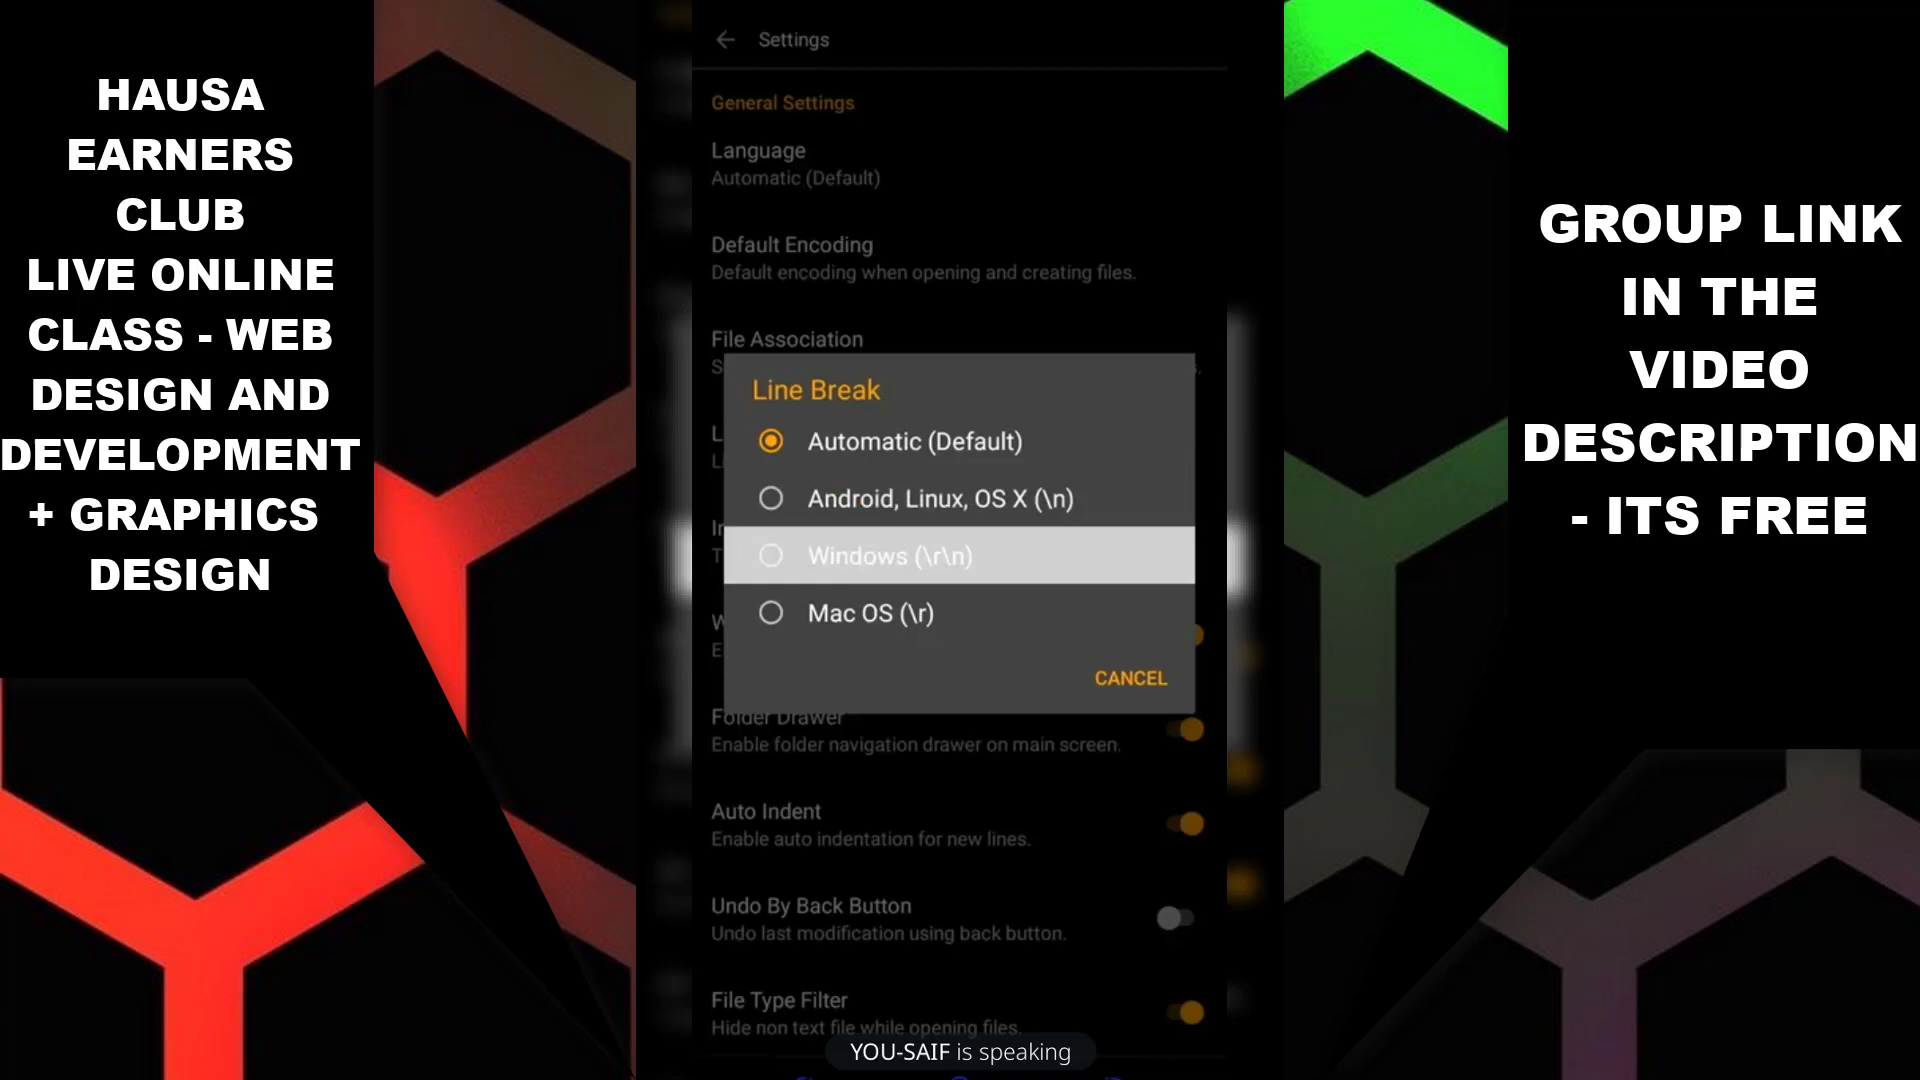 HAUSA
EARNERS
CLUB
LIVE ONLINE
CLASS - WEB
DESIGN AND
DEVELOPMENT
+ GRAPHICS
DESIGN
Settings
General Settings
Language
Automatic (Default)
Default Encoding
Default encoding when opening and creating files.
File Association
Line Break
Automatic (Default)
Android, Linux, OS X (\n)
Windows (\r\n)
Mac OS (\r)
CANCEL
Folder Drawer
Enable folder navigation drawer on main screen.
Auto Indent
Enable auto indentation for new lines.
Undo By Back Button
Undo last modification using back button.
File Type Filter
Hide non text file while opening files.
YOU-SAIF is speaking
GROUP LINK
IN THE
VIDEO
DESCRIPTION
- ITS FREE